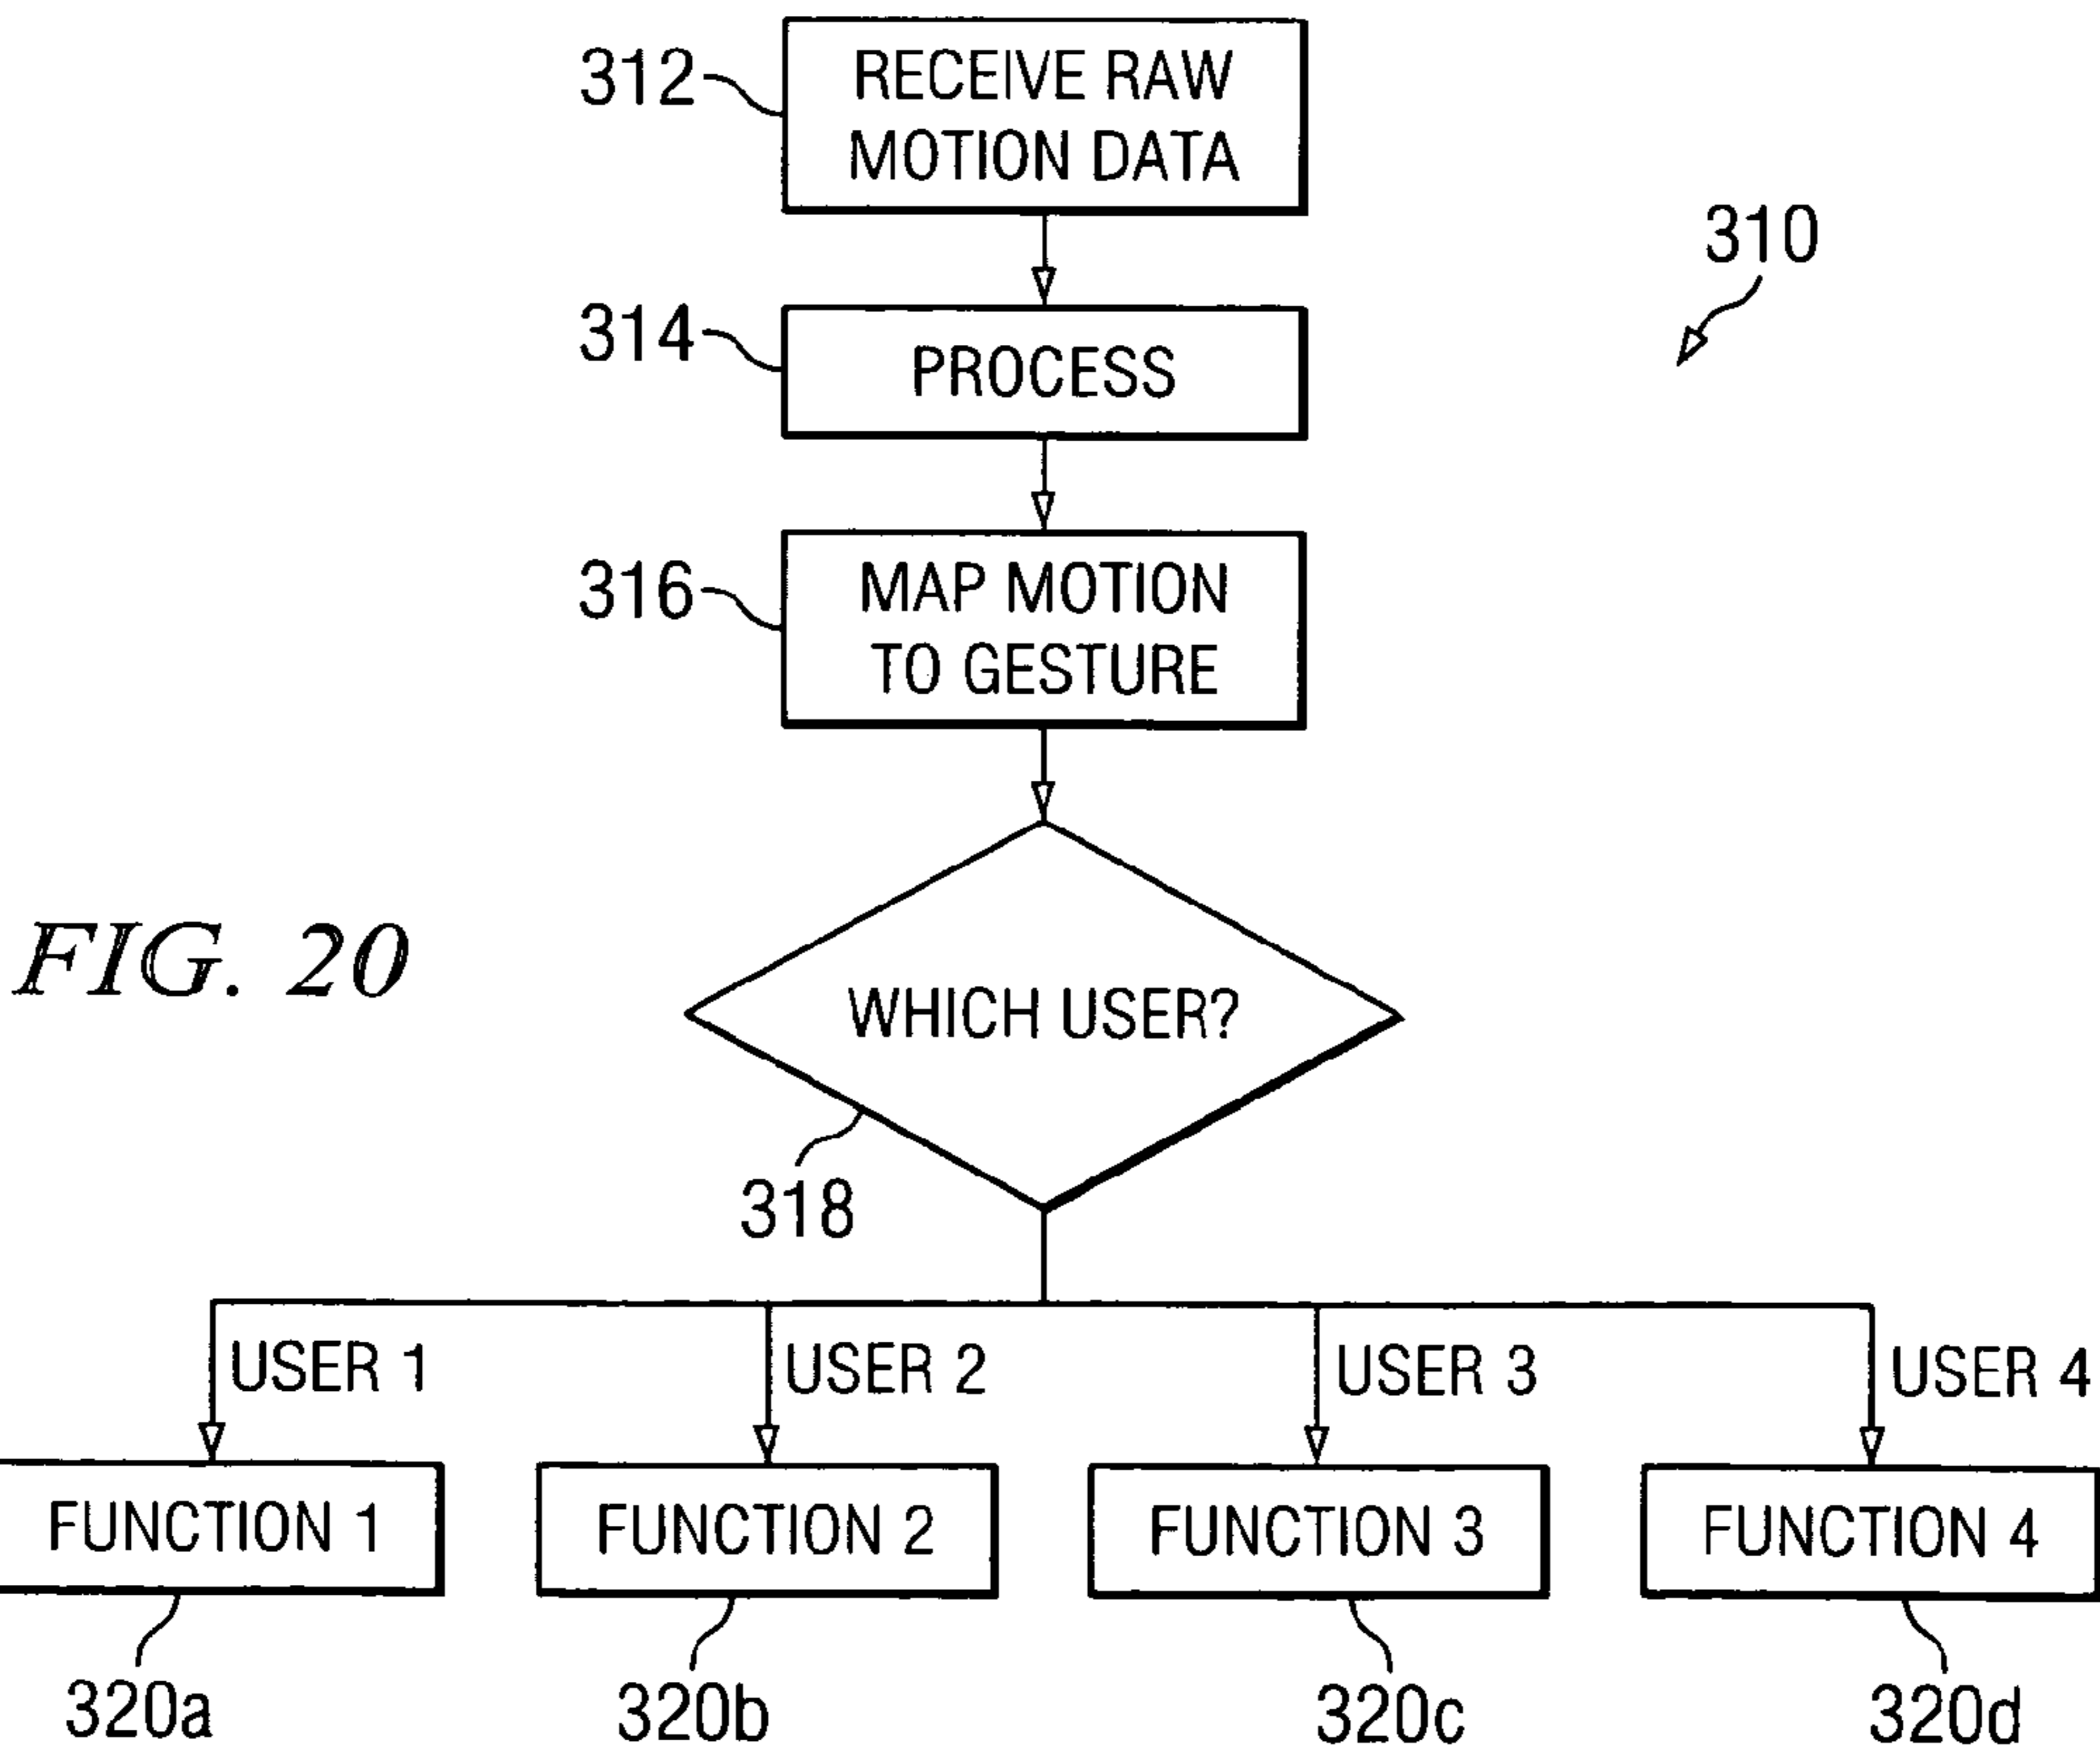 312
RECEIVE RAW
MOTION DATA
310
314
PROCESS
316
MAP MOTION
TO GESTURE
FIG. 20
WHICH USER?
318
USER 1
USER 2
USER 3
USER 4
FUNCTION 1
FUNCTION 2
FUNCTION 3
FUNCTION 4
320a
320b
320c
320d